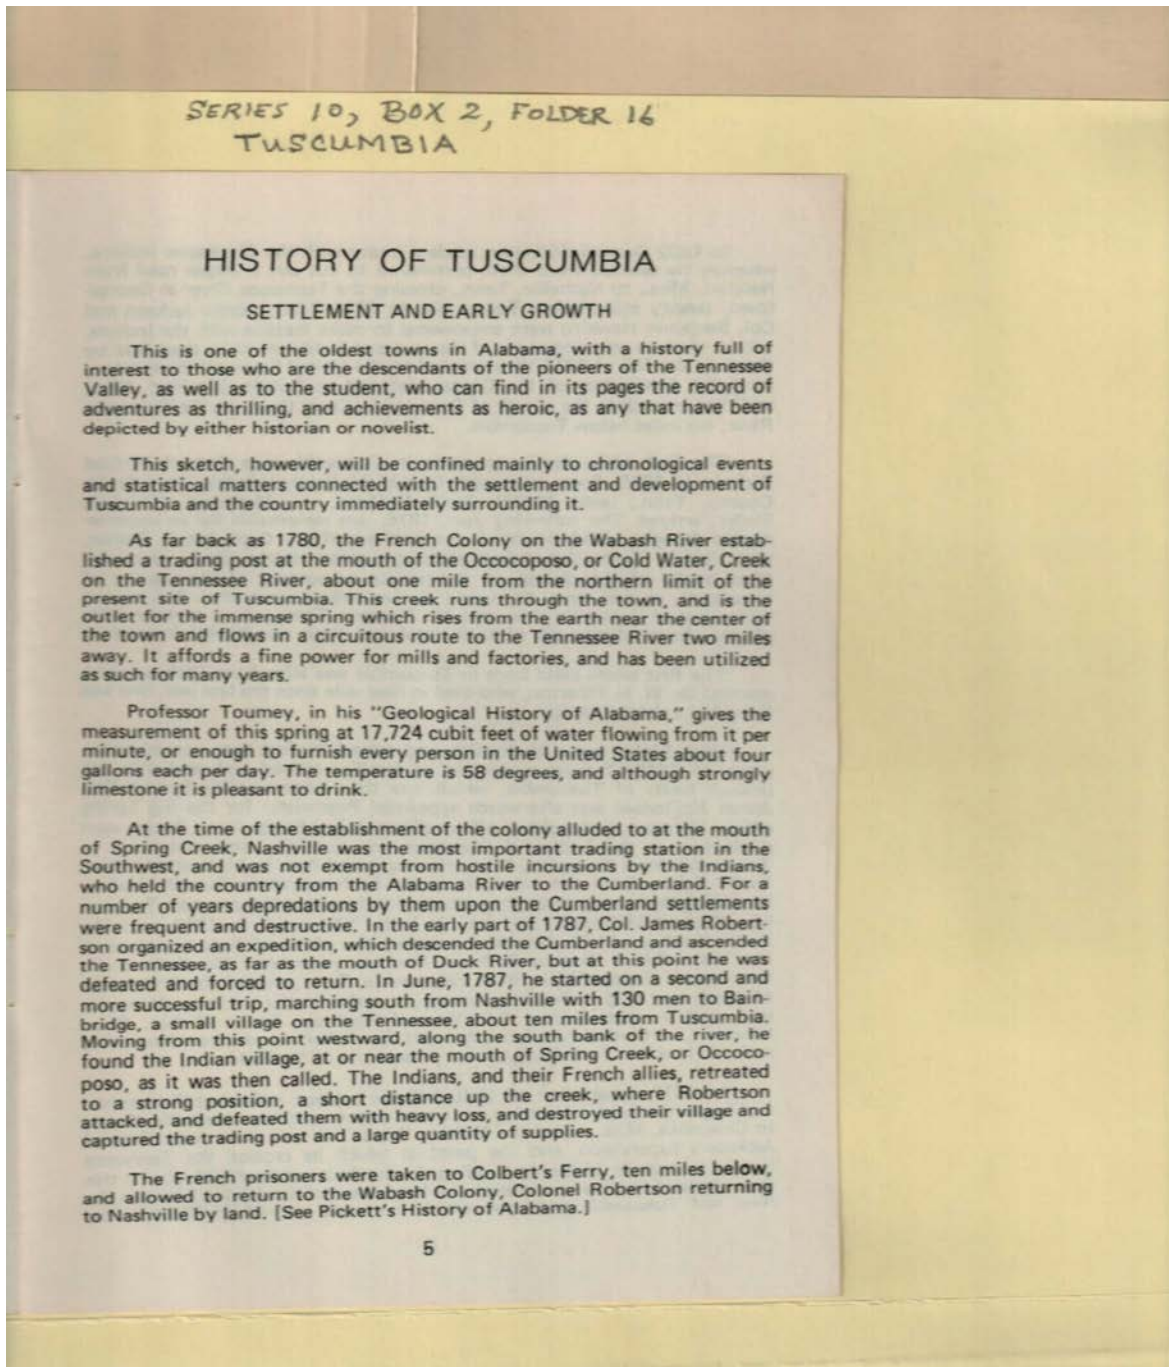 SERIES 10, BOX 2, FOLDER 16
TUSCUMBIA
HISTORY OF TUSCUMBIA
SETTLEMENT AND EARLY GROWTH
This is one of the oldest towns in Alabama, with a history full of
interest to those who are the descendants of the pioneers of the Tennessee
Valley, as well as to the student, who can find in its pages the record of
adventures as thrilling, and achievements as heroic, as any that have been
depicted by either historian or novelist.
This sketch, however, will be confined mainly to chronological events
and statistical matters connected with the settlement and development of
Tuscumbia and the country immediately surrounding it.
As far back as 1780, the French Colony on the Wabash River estab-
lished a trading post at the mouth of the Occocoposo, or Cold Water, Creek
on the Tennessee River, about one mile from the northern limit of the
present site of Tuscumbia. This creek runs through the town, and is the
outlet for the immense spring which rises from the earth near the center of
the town and flows in a circuitous route to the Tennessee River two miles
away. It affords a fine power for mills and factories, and has been utilized
as such for many years.
Professor Toumey, in his "Geological History of Alabama," gives the
measurement of this spring at 17,724 cubit feet of water flowing from it per
minute, or enough to furnish every person in the United States about four
gallons each per day. The temperature is 58 degrees, and although strongly
limestone it is pleasant to drink.
At the time of the establishment of the colony alluded to at the mouth
of Spring Creek, Nashville was the most important trading station in the
Southwest, and was not exempt from hostile incursions by the Indians,
who held the country from the Alabama River to the Cumberland. For a
number of years depredations by them upon the Cumberland settlements
were frequent and destructive. In the early part of 1787, Col. James Robert-
son organized an expedition, which descended the Cumberland and ascended
the Tennessee, as far as the mouth of Duck River, but at this point he was
defeated and forced to return. In June, 1787, he started on a second and
more successful trip, marching south from Nashville with 130 men to Bain-
bridge, a small village on the Tennessee, about ten miles from Tuscumbia.
Moving from this point westward, along the south bank of the river, he
found the Indian village, at or near the mouth of Spring Creek, or Occoco-
poso, as it was then called. The Indians, and their French allies, retreated
to a strong position, a short distance up the creek, where Robertson
attacked, and defeated them with heavy loss, and destroyed their village and
captured the trading post and a large quantity of supplies.
The French prisoners were taken to Colbert's Ferry, ten miles below,
and allowed to return to the Wabash Colony, Colonel Robertson returning
to Nashville by land. [See Pickett's History of Alabama.]
5